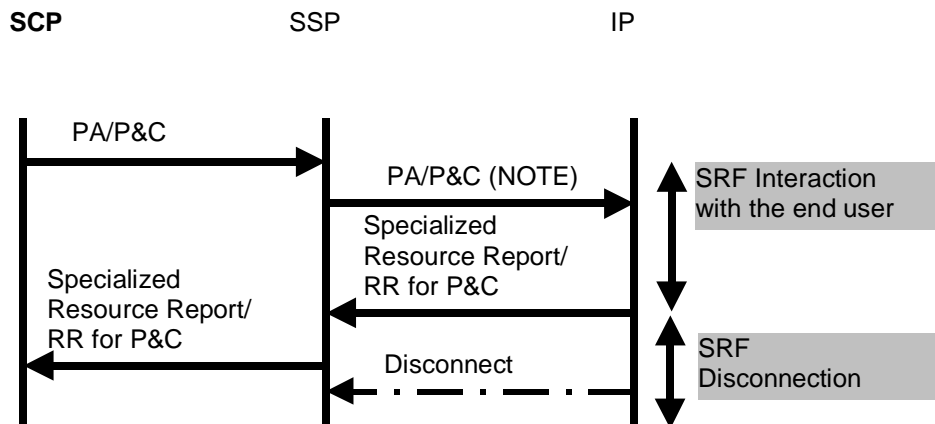 SCP SSP IP
PA/P&C
PA/P&C (NOTE)
SRF Interaction
with the end user
Specialized
Resource Report/
RR for P&C
Specialized
Resource Report/
RR for P&C
Disconnect
SRF
Disconnection